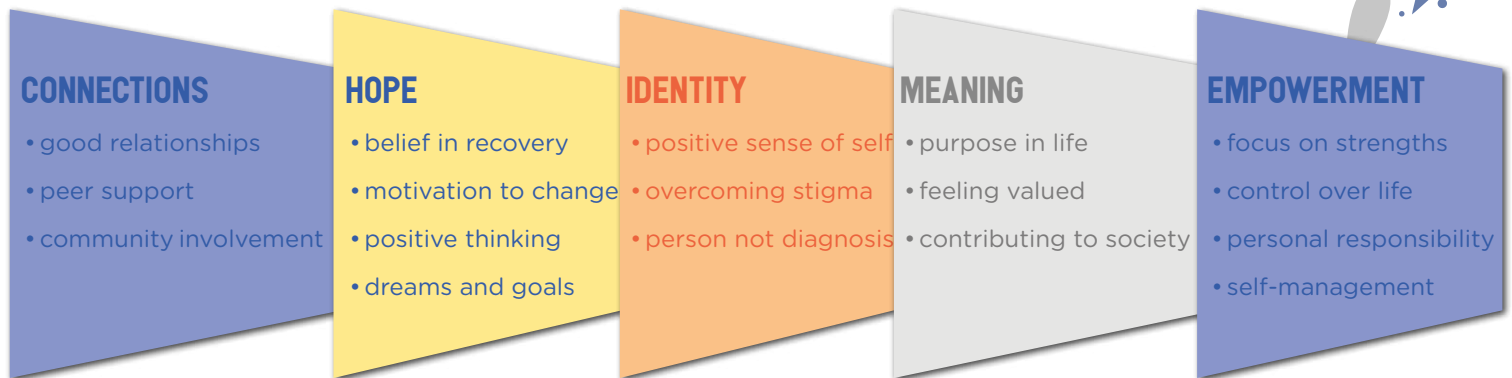 CONNECTIONS
• good relationships
• peer support
• community involvement
HOPE
• belief in recovery
• motivation to change
• positive thinking
• dreams and goals
IDENTITY
• positive sense of self
• overcoming stigma
• person not diagnosis
MEANING
• purpose in life
• feeling valued
• contributing to society
EMPOWERMENT
• focus on strengths
• control over life
• personal responsibility
• self-management